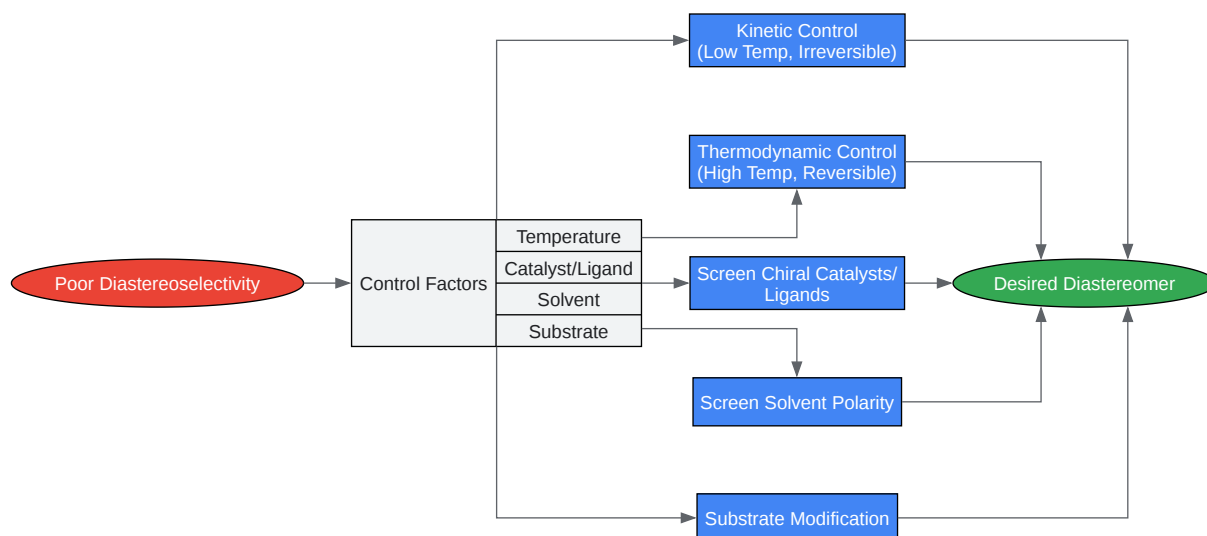 Kinetic Control
(Low Temp, Irreversible)
Thermodynamic Control
(High Temp, Reversible)
Poor Diastereoselectivity
Control Factors
Temperature
Catalyst/Ligand
Solvent
Substrate
Screen Chiral Catalysts/
Ligands
Desired Diastereomer
Screen Solvent Polarity
Substrate Modification